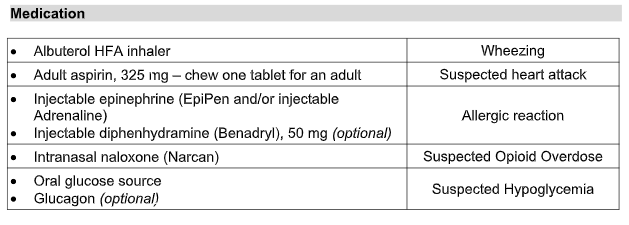 Medication
• Albuterol HFA inhaler
Wheezing
• Adult aspirin, 325 mg – chew one tablet for an adult
Suspected heart attack
• Injectable epinephrine (EpiPen and/or injectable
Adrenaline)
• Injectable diphenhydramine (Benadryl), 50 mg (optional)
Allergic reaction
• Intranasal naloxone (Narcan)
Suspected Opioid Overdose
• Oral glucose source
• Glucagon (optional)
Suspected Hypoglycemia